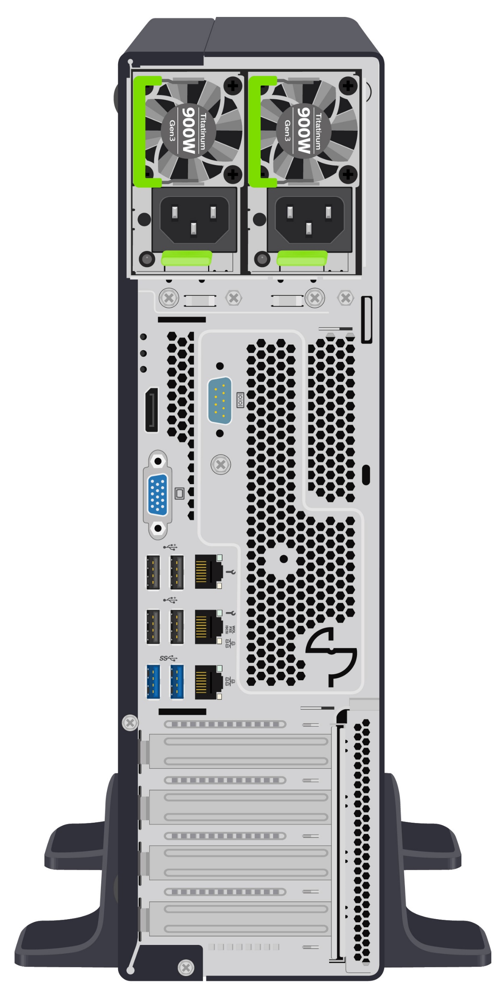 Titatinum
900W
Gen3
Titatinum
900W
Gen3
WOL
PXE
ISCSI